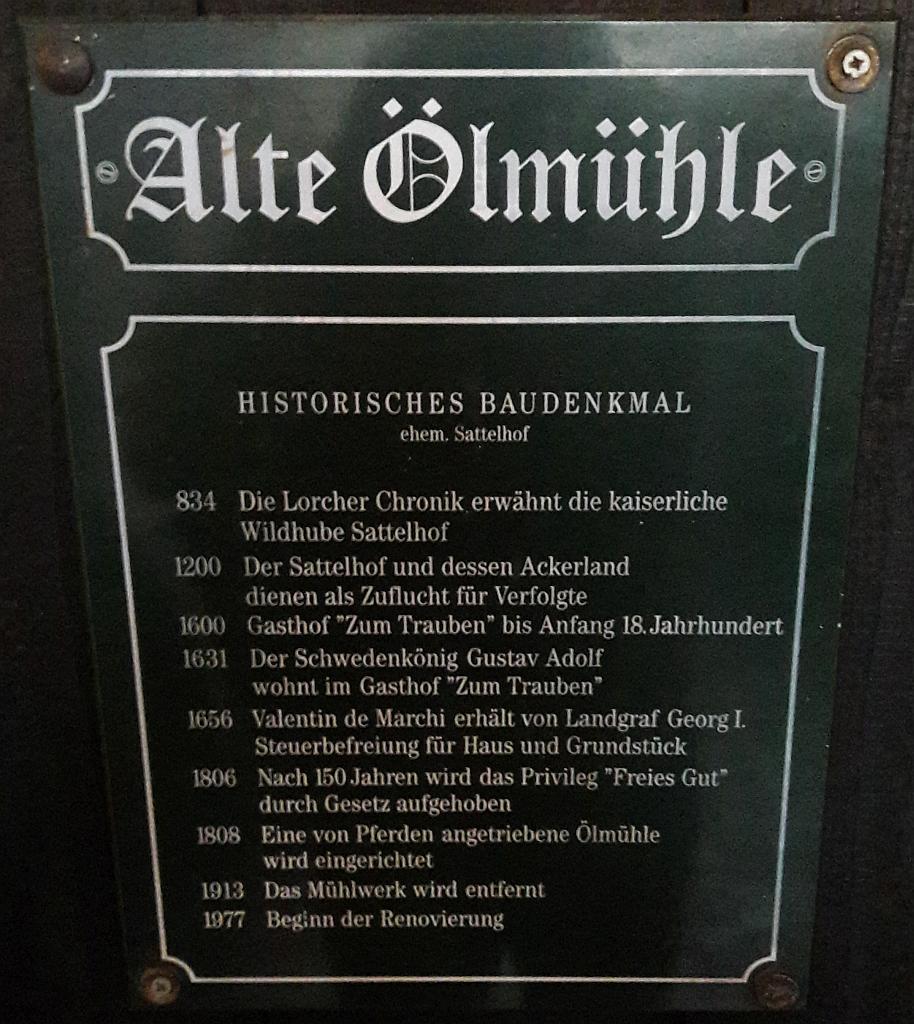 Alte Ölmühle
HISTORISCHES BAUDENKMAL
ehem. Sattelhof
834 Die Lorcher Chronik erwähnt die kaiserliche
Wildhube Sattelhof
1200 Der Sattelhof und dessen Ackerland
dienen als Zuflucht für Verfolgte
1600 Gasthof "Zum Trauben" bis Anfang 18. Jahrhundert
1631 Der Schwedenkönig Gustav Adolf
wohnt im Gasthof "Zum Trauben"
1656 Valentin de Marchi erhält von Landgraf Georg I.
Steuerbefreiung für Haus und Grundstück
1806 Nach 150 Jahren wird das Privileg "Freies Gut"
durch Gesetz aufgehoben
1808 Eine von Pferden angetriebene Ölmühle
wird eingerichtet
1913 Das Mühlwerk wird entfernt
1977 Beginn der Renovierung